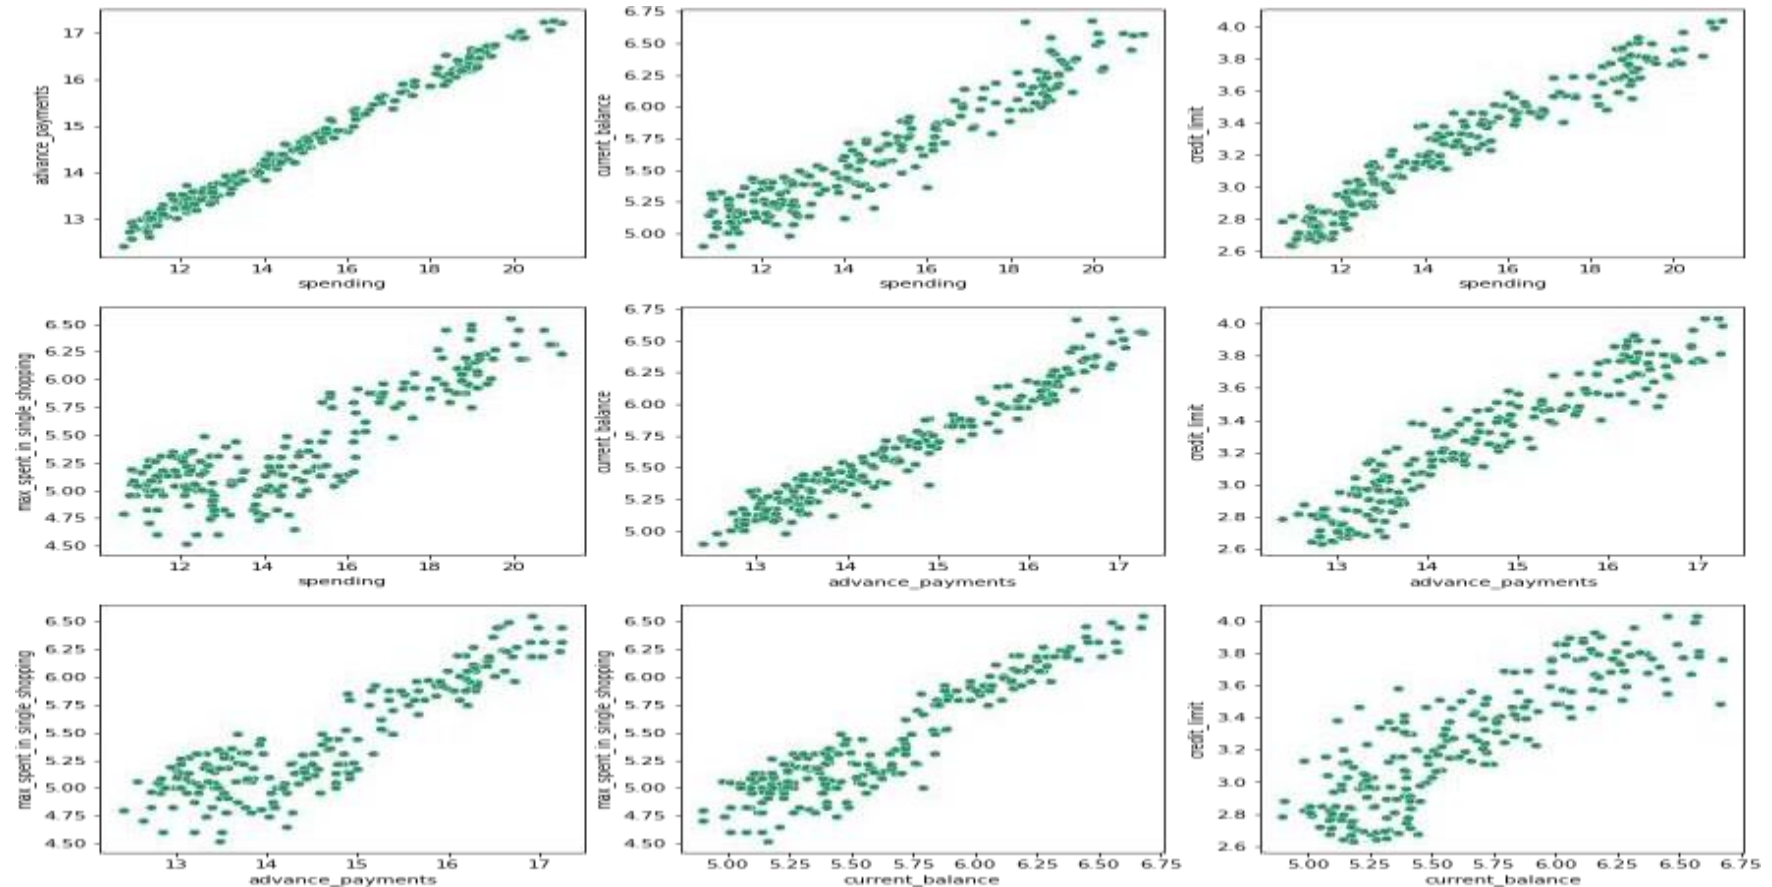 advance_payments
17
16
15
14
13
12 14 16 18 20
spending
current_balance
6.75
6.50
6.25
6.00
5.75
5.50
5.25
5.00
12 14 16 18 20
spending
credit_limit
4.0
3.8
3.6
3.4
3.2
3.0
2.8
2.6
12 14 16 18 20
spending
max_spent_in_single_shopping
6.50
6.25
6.00
5.75
5.50
5.25
5.00
4.75
4.50
12 14 16 18 20
spending
current_balance
6.75
6.50
6.25
6.00
5.75
5.50
5.25
5.00
13 14 15 16 17
advance_payments
credit_limit
4.0
3.8
3.6
3.4
3.2
3.0
2.8
2.6
13 14 15 16 17
advance_payments
max_spent_in_single_shopping
6.50
6.25
6.00
5.75
5.50
5.25
5.00
4.75
4.50
13 14 15 16 17
advance_payments
max_spent_in_single_shopping
6.50
6.25
6.00
5.75
5.50
5.25
5.00
4.75
4.50
5.00 5.25 5.50 5.75 6.00 6.25 6.50 6.75
current_balance
credit_limit
4.0
3.8
3.6
3.4
3.2
3.0
2.8
2.6
5.00 5.25 5.50 5.75 6.00 6.25 6.50 6.75
current_balance